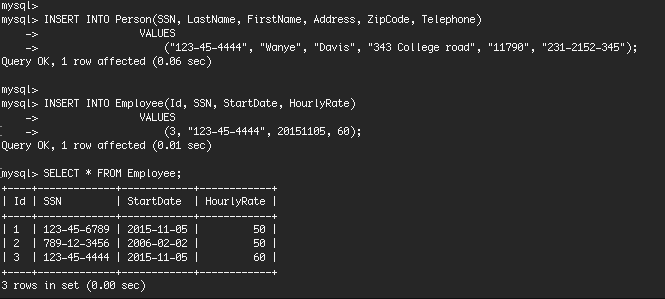 mysql>
mysql> INSERT INTO Person(SSN, LastName, FirstName, Address, ZipCode, Telephone)
    ->                VALUES
    ->                    ("123-45-4444", "Wanye", "Davis", "343 College road", "11790", "231-2152-345");
Query OK, 1 row affected (0.06 sec)

mysql>
mysql> INSERT INTO Employee(Id, SSN, StartDate, HourlyRate)
    ->                VALUES
    ->                    (3, "123-45-4444", 20151105, 60);
Query OK, 1 row affected (0.01 sec)

mysql> SELECT * FROM Employee;
+----+-------------+------------+------------+
| Id | SSN         | StartDate  | HourlyRate |
+----+-------------+------------+------------+
| 1  | 123-45-6789 | 2015-11-05 |         50 |
| 2  | 789-12-3456 | 2006-02-02 |         50 |
| 3  | 123-45-4444 | 2015-11-05 |         60 |
+----+-------------+------------+------------+
3 rows in set (0.00 sec)